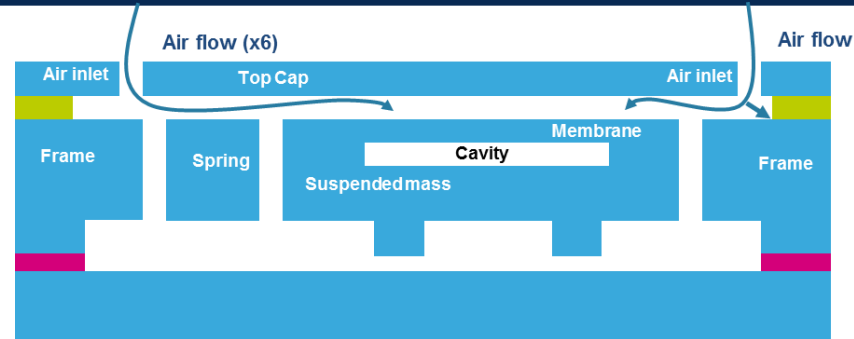 Air flow (x6)
Air flow
Air inlet
Top Cap
Air inlet
Membrane
Cavity
Frame
Spring
Frame
Suspended mass